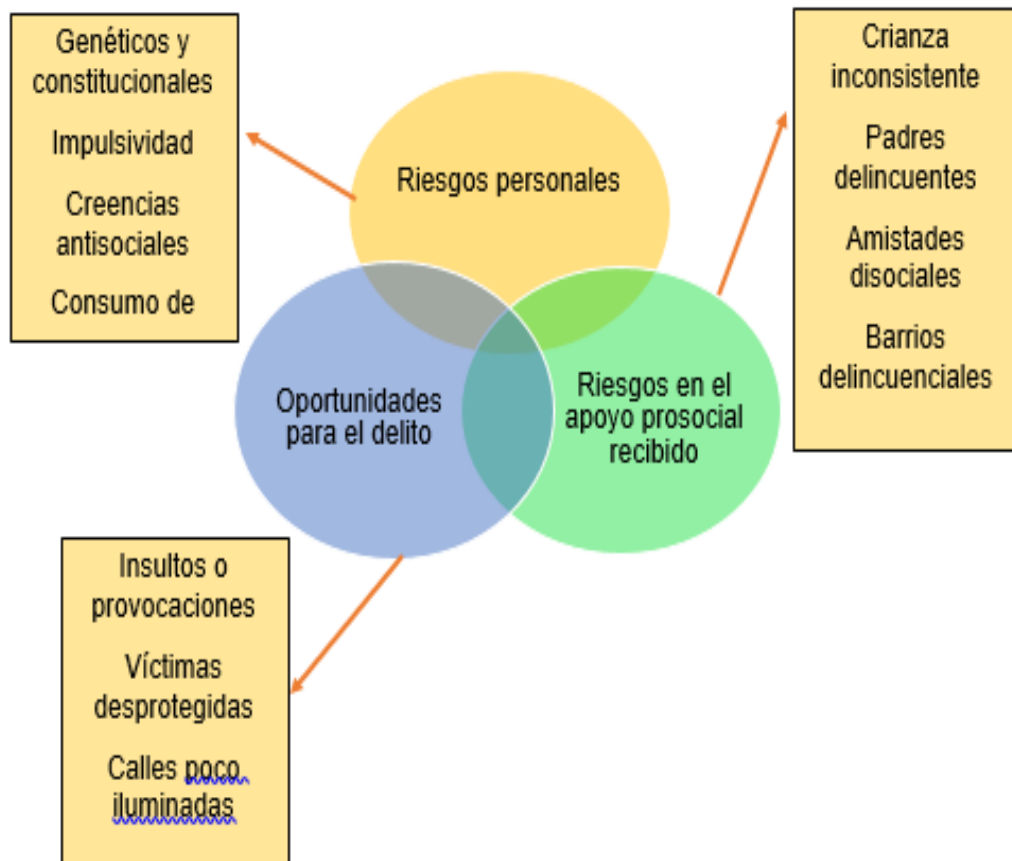 Genéticos y
constitucionales
Impulsividad
Creencias
antisociales
Consumo de
Riesgos personales
Crianza
inconsistente
Padres
delincuentes
Amistades
disociales
Barrios
delincuenciales
Oportunidades
para el delito
Riesgos en el
apoyo prosocial
recibido
Insultos o
provocaciones
Víctimas
desprotegidas
Calles poco
iluminadas